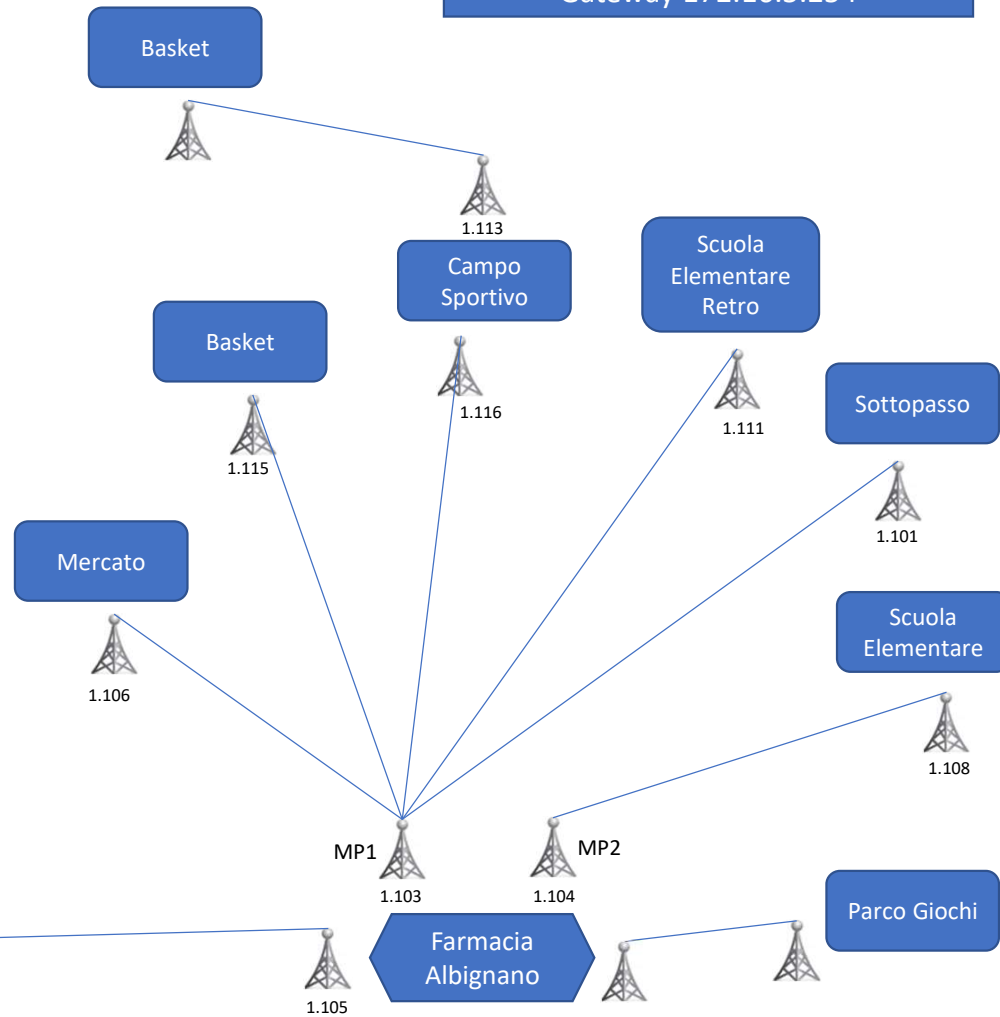 Basket
1.113
Campo
Sportivo
Scuola
Elementare
Retro
Basket
1.116
1.111
Sottopasso
1.115
1.101
Mercato
Scuola
Elementare
1.106
1.108
MP1
MP2
1.103
1.104
Parco Giochi
Farmacia
Albignano
1.105